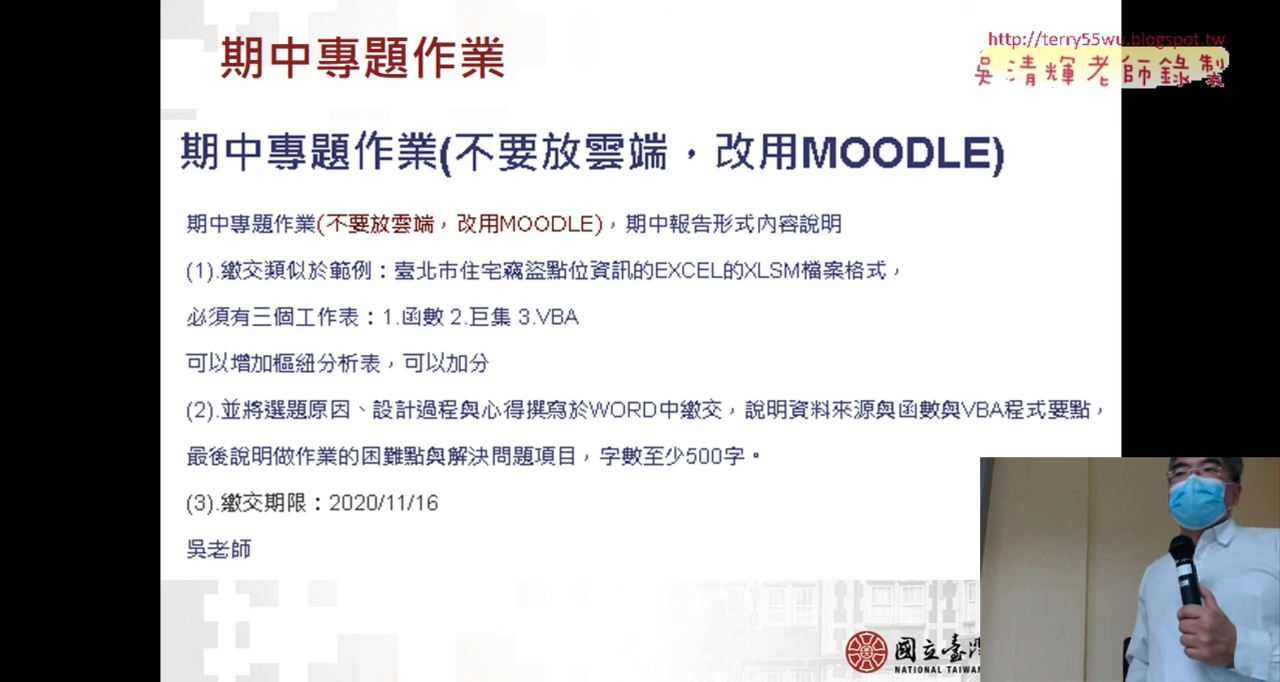 期中專題作業
http://terry55wu.blogspot.tw
吳清輝老師錄製
期中專題作業(不要放雲端，改用MOODLE)
期中專題作業(不要放雲端，改用MOODLE)，期中報告形式內容說明
(1).繳交類似於範例：臺北市住宅竊盜點位資訊的EXCEL的XLSM檔案格式，
必須有三個工作表：1.函數 2.巨集 3.VBA
可以增加樞紐分析表，可以加分
(2).並將選題原因、設計過程與心得撰寫於WORD中繳交，說明資料來源與函數與VBA程式要點，
最後說明做作業的困難點與解決問題項目，字數至少500字。
(3).繳交期限：2020/11/16
吳老師
國立臺灣
NATIONAL TAIWAN